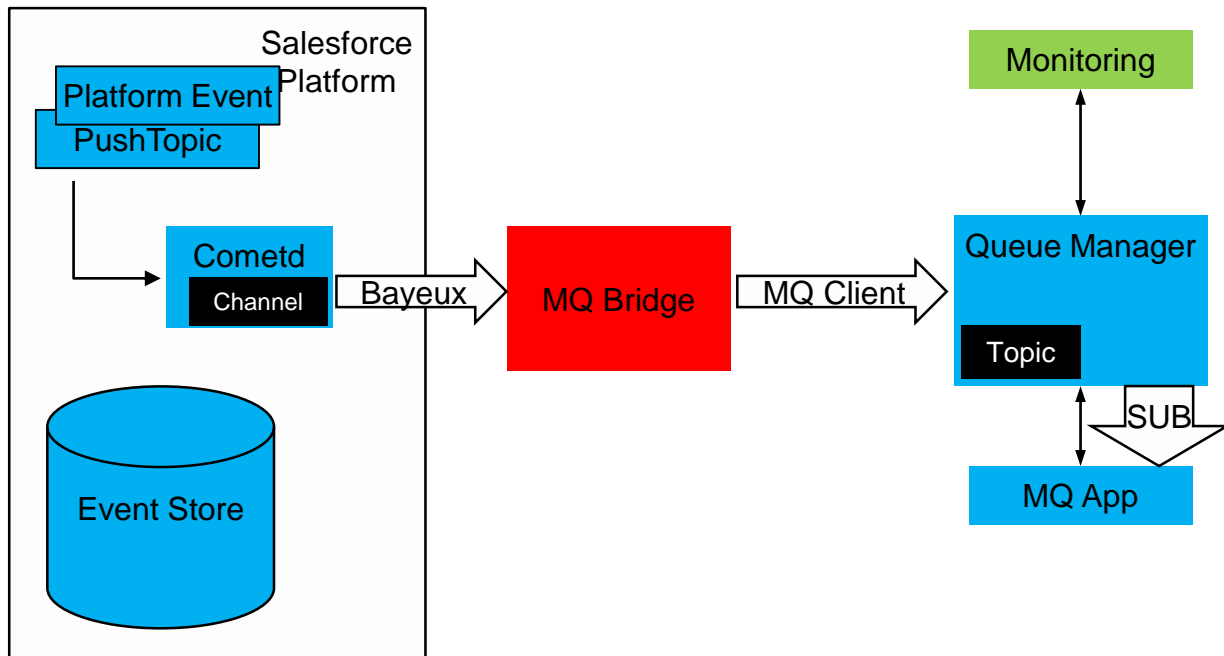 Salesforce
Platform
Platform Event
PushTopic
Cometd
Channel
Bayeux
Event Store
MQ Bridge
MQ Client
Monitoring
Queue Manager
Topic
SUB
MQ App